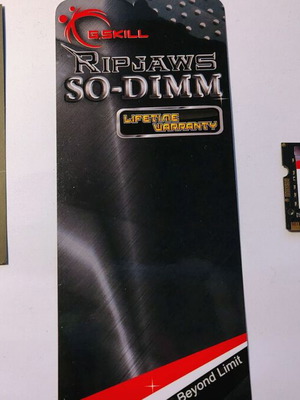 G.SKILL
RIPJAWS
SO-DIMM
LIFETIME
WARRANTY
Beyond Limit